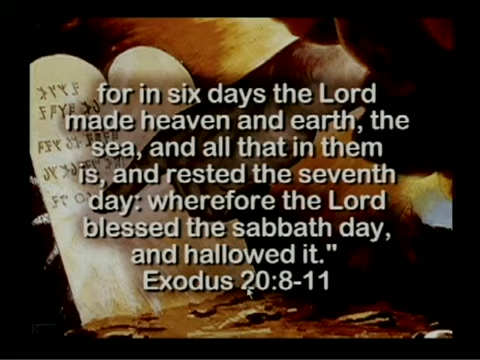 for in six days the Lord
made heaven and earth, the
sea, and all that in them
is, and rested the seventh
day: wherefore the Lord
blessed the sabbath day,
and hallowed it."
Exodus 20:8-11